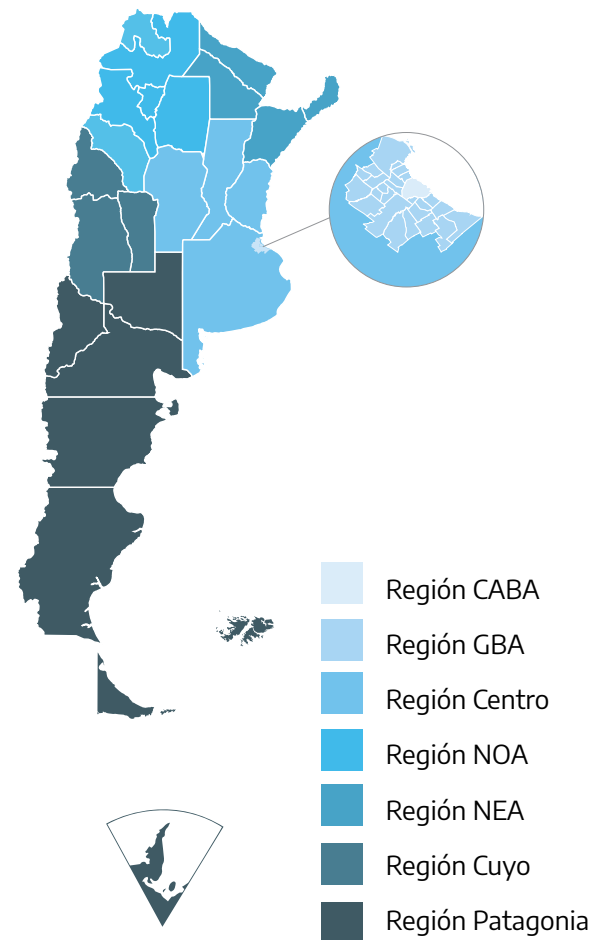 Región CABA
Región GBA
Región Centro
Región NOA
Región NEA
Región Cuyo
Región Patagonia